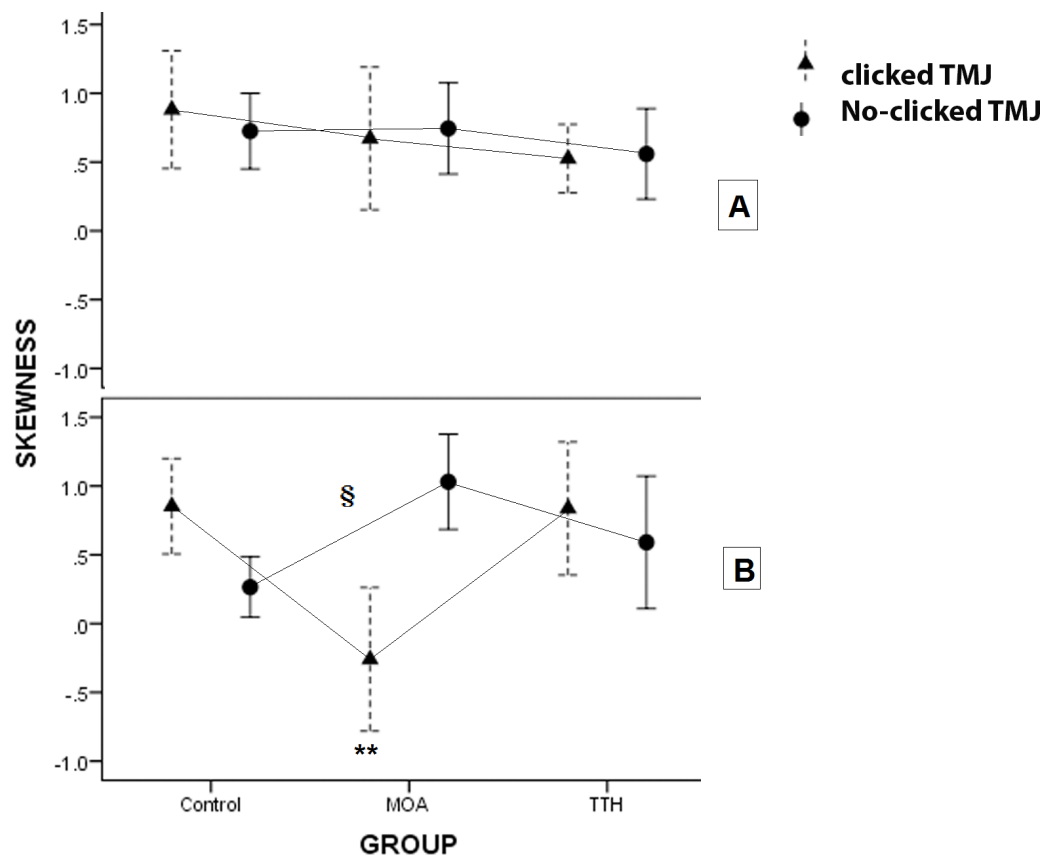 1.5
1.0
.5
.0
-.5
-1.0
clicked TMJ
No-clicked TMJ
A
SKEWNESS
1.5
1.0
.5
.0
-.5
-1.0
§
**
B
Control MOA TTH
GROUP